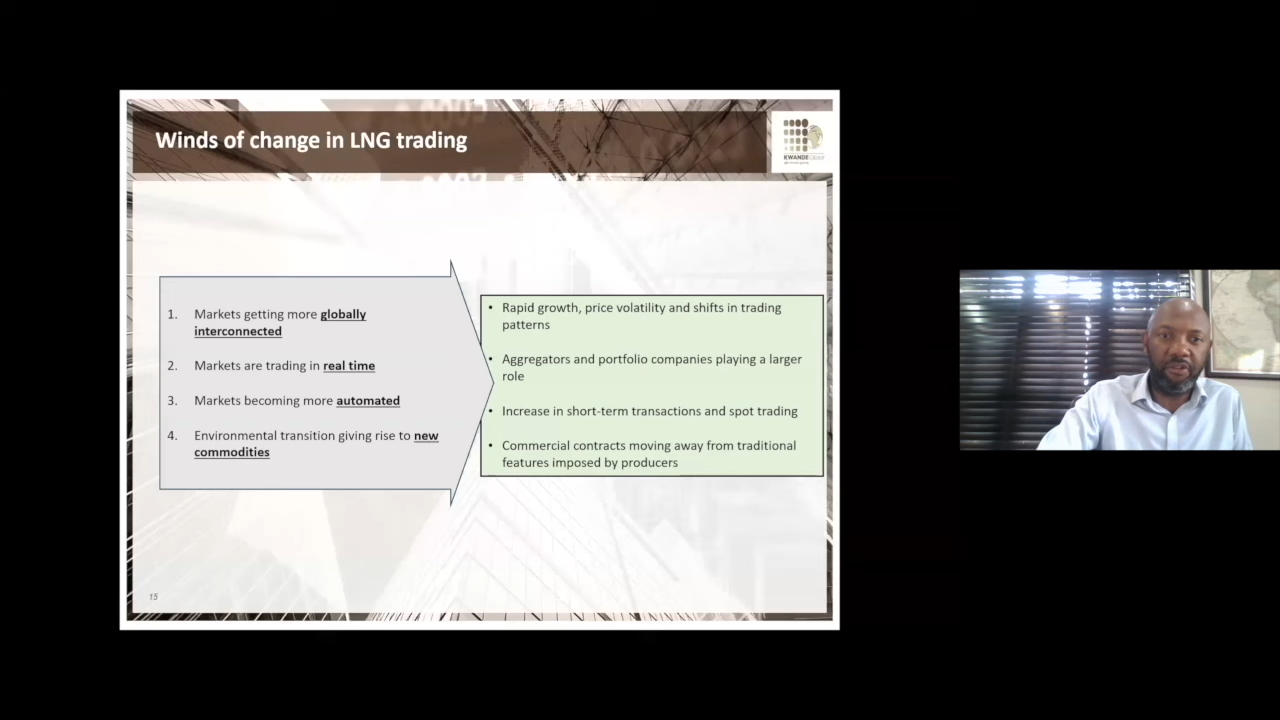 Winds of change in LNG trading
KWANDE
1. Markets getting more globally
interconnected
2. Markets are trading in real time
3. Markets becoming more automated
4. Environmental transition giving rise to new
commodities
• Rapid growth, price volatility and shifts in trading
patterns
• Aggregators and portfolio companies playing a larger
role
• Increase in short-term transactions and spot trading
• Commercial contracts moving away from traditional
features imposed by producers
15